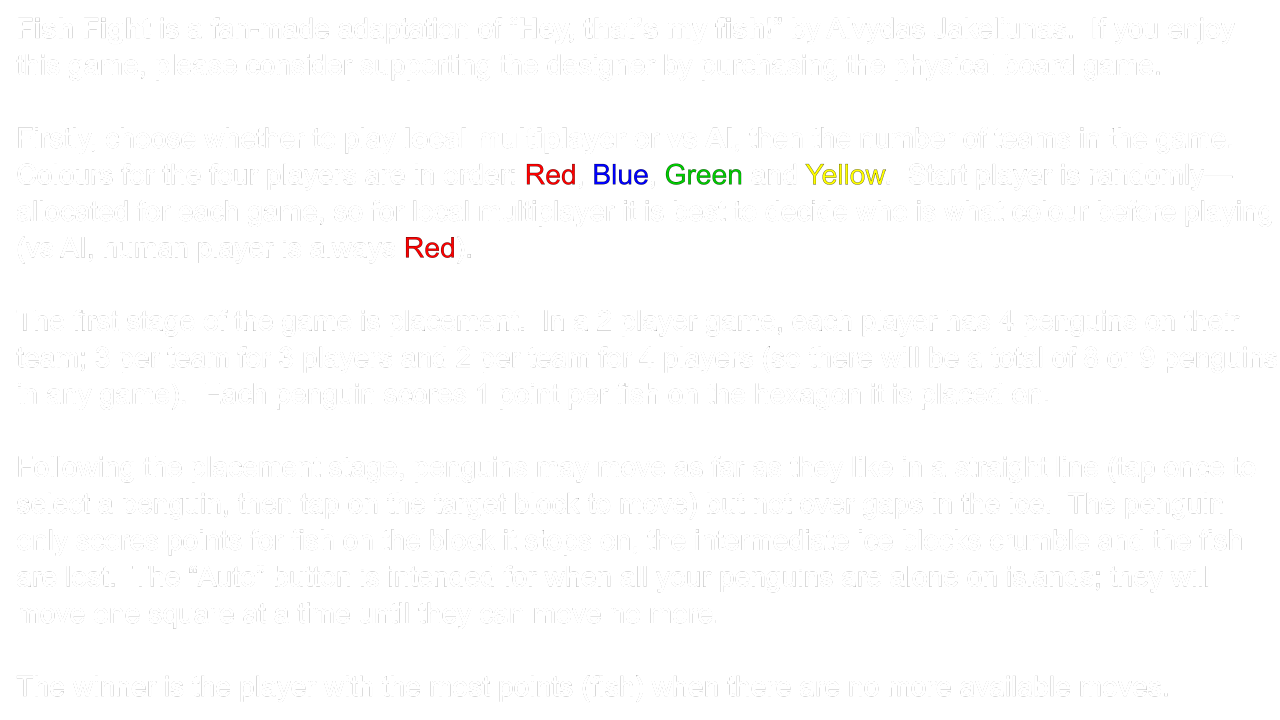 Fish Fight is a fan-made adaptation of "Hey, that's my fish!" by Alvydas Jakeliunas. If you enjoy
this game, please consider supporting the designer by purchasing the physical board game.
Firstly, choose whether to play local multiplayer or vs AI, then the number of teams in the game.
Colours for the four players are in order: Red, Blue, Green and Yellow. Start player is randomly
allocated for each game, so for local multiplayer it is best to decide who is what colour before playing
(vs AI, human player is always Red).
The first stage of the game is placement. In a 2 player game, each player has 4 penguins on their
team; 3 per team for 3 players and 2 per team for 4 players (so there will be a total of 8 or 9 penguins
in any game). Each penguin scores 1 point per fish on the hexagon it is placed on.
Following the placement stage, penguins may move as far as they like in a straight line (tap once to
select a penguin, then tap on the target block to move) but not over gaps in the ice. The penguin
only scores points for fish on the block it stops on, the intermediate ice blocks crumble and the fish
are lost. The "Auto" button is intended for when all your penguins are alone on islands; they will
move one square at a time until they can move no more.
The winner is the player with the most points (fish) when there are no more available moves.